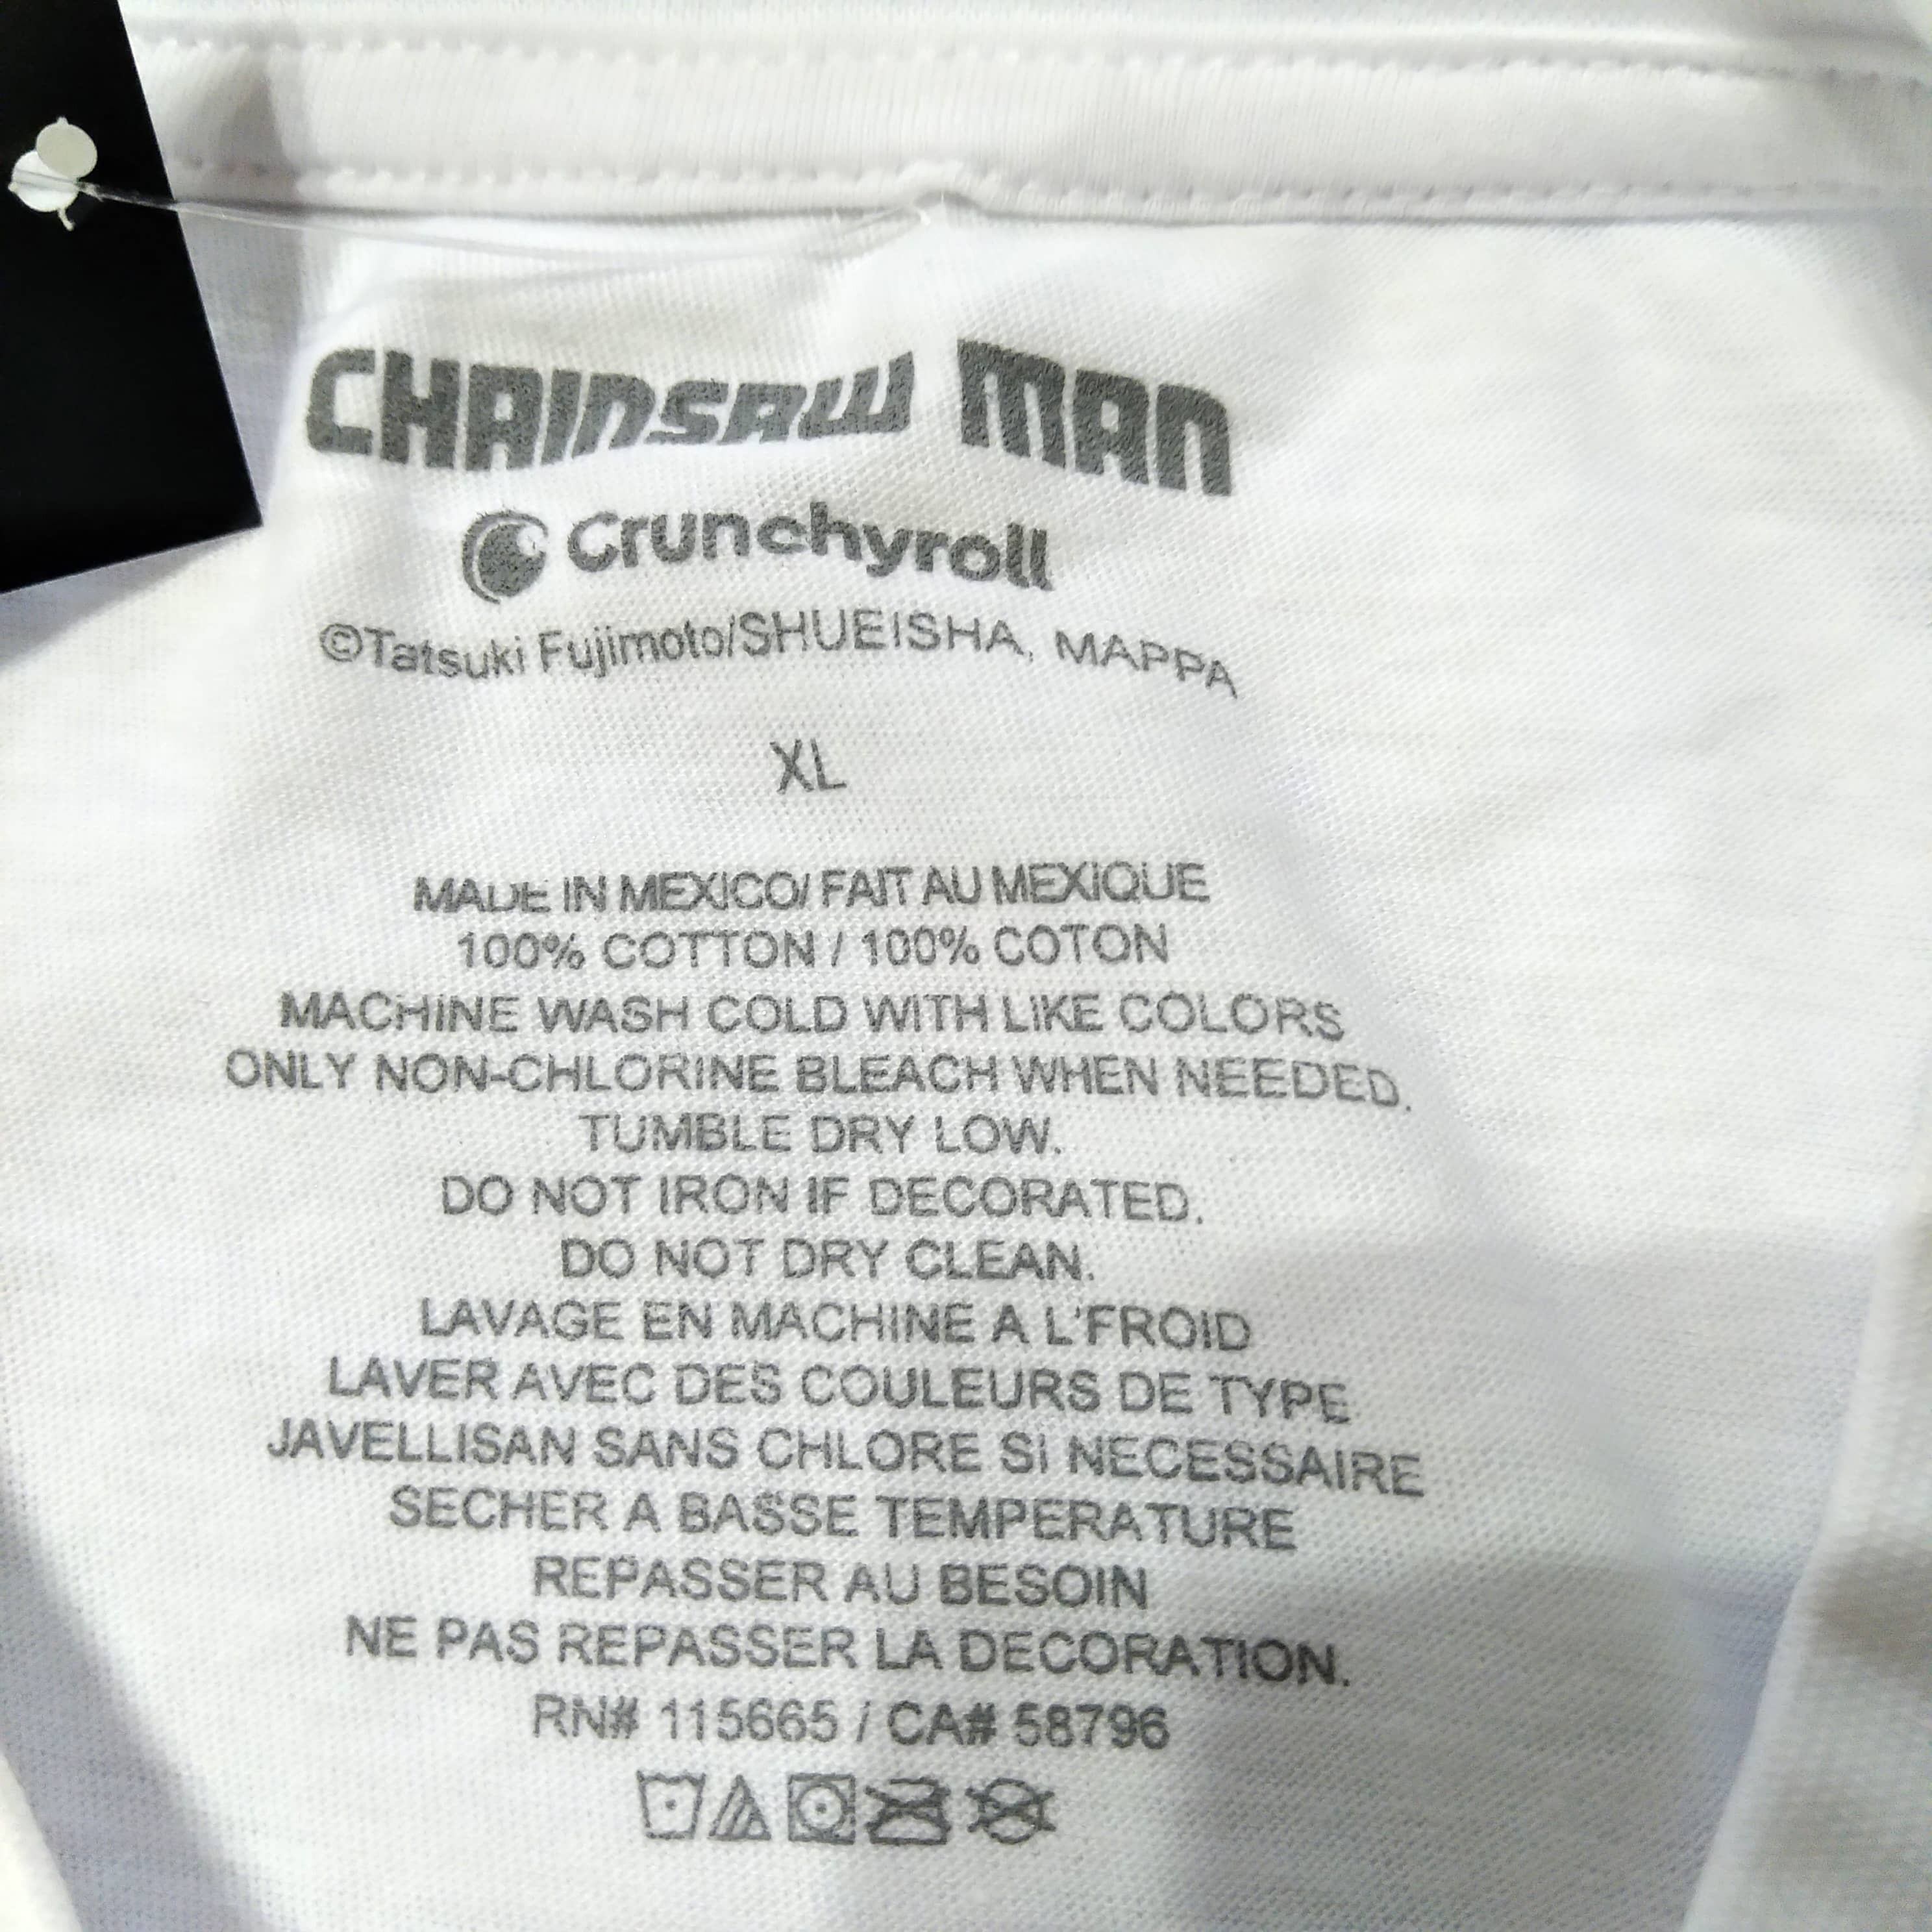 CHAINSAW MAN
Crunchyroll
©Tatsuki Fujimoto/SHUEISHA, MAPPA
XL
MADE IN MEXICO/ FAIT AU MEXIQUE
100% COTTON / 100% COTON
MACHINE WASH COLD WITH LIKE COLORS
ONLY NON-CHLORINE BLEACH WHEN NEEDED.
TUMBLE DRY LOW.
DO NOT IRON IF DECORATED.
DO NOT DRY CLEAN.
LAVAGE EN MACHINE A L'FROID
LAVER AVEC DES COULEURS DE TYPE
JAVELLISAN SANS CHLORE SI NECESSAIRE
SECHER A BASSE TEMPERATURE
REPASSER AU BESOIN
NE PAS REPASSER LA DECORATION.
RN# 115665 / CA# 58796